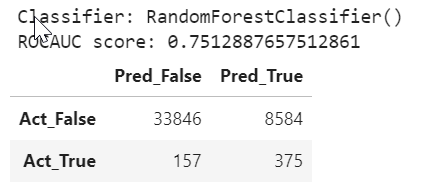 Classifier: RandomForestClassifier()
ROCAUC score: 0.7512887657512861
Pred_False Pred_True
Act_False 33846 8584
Act_True 157 375